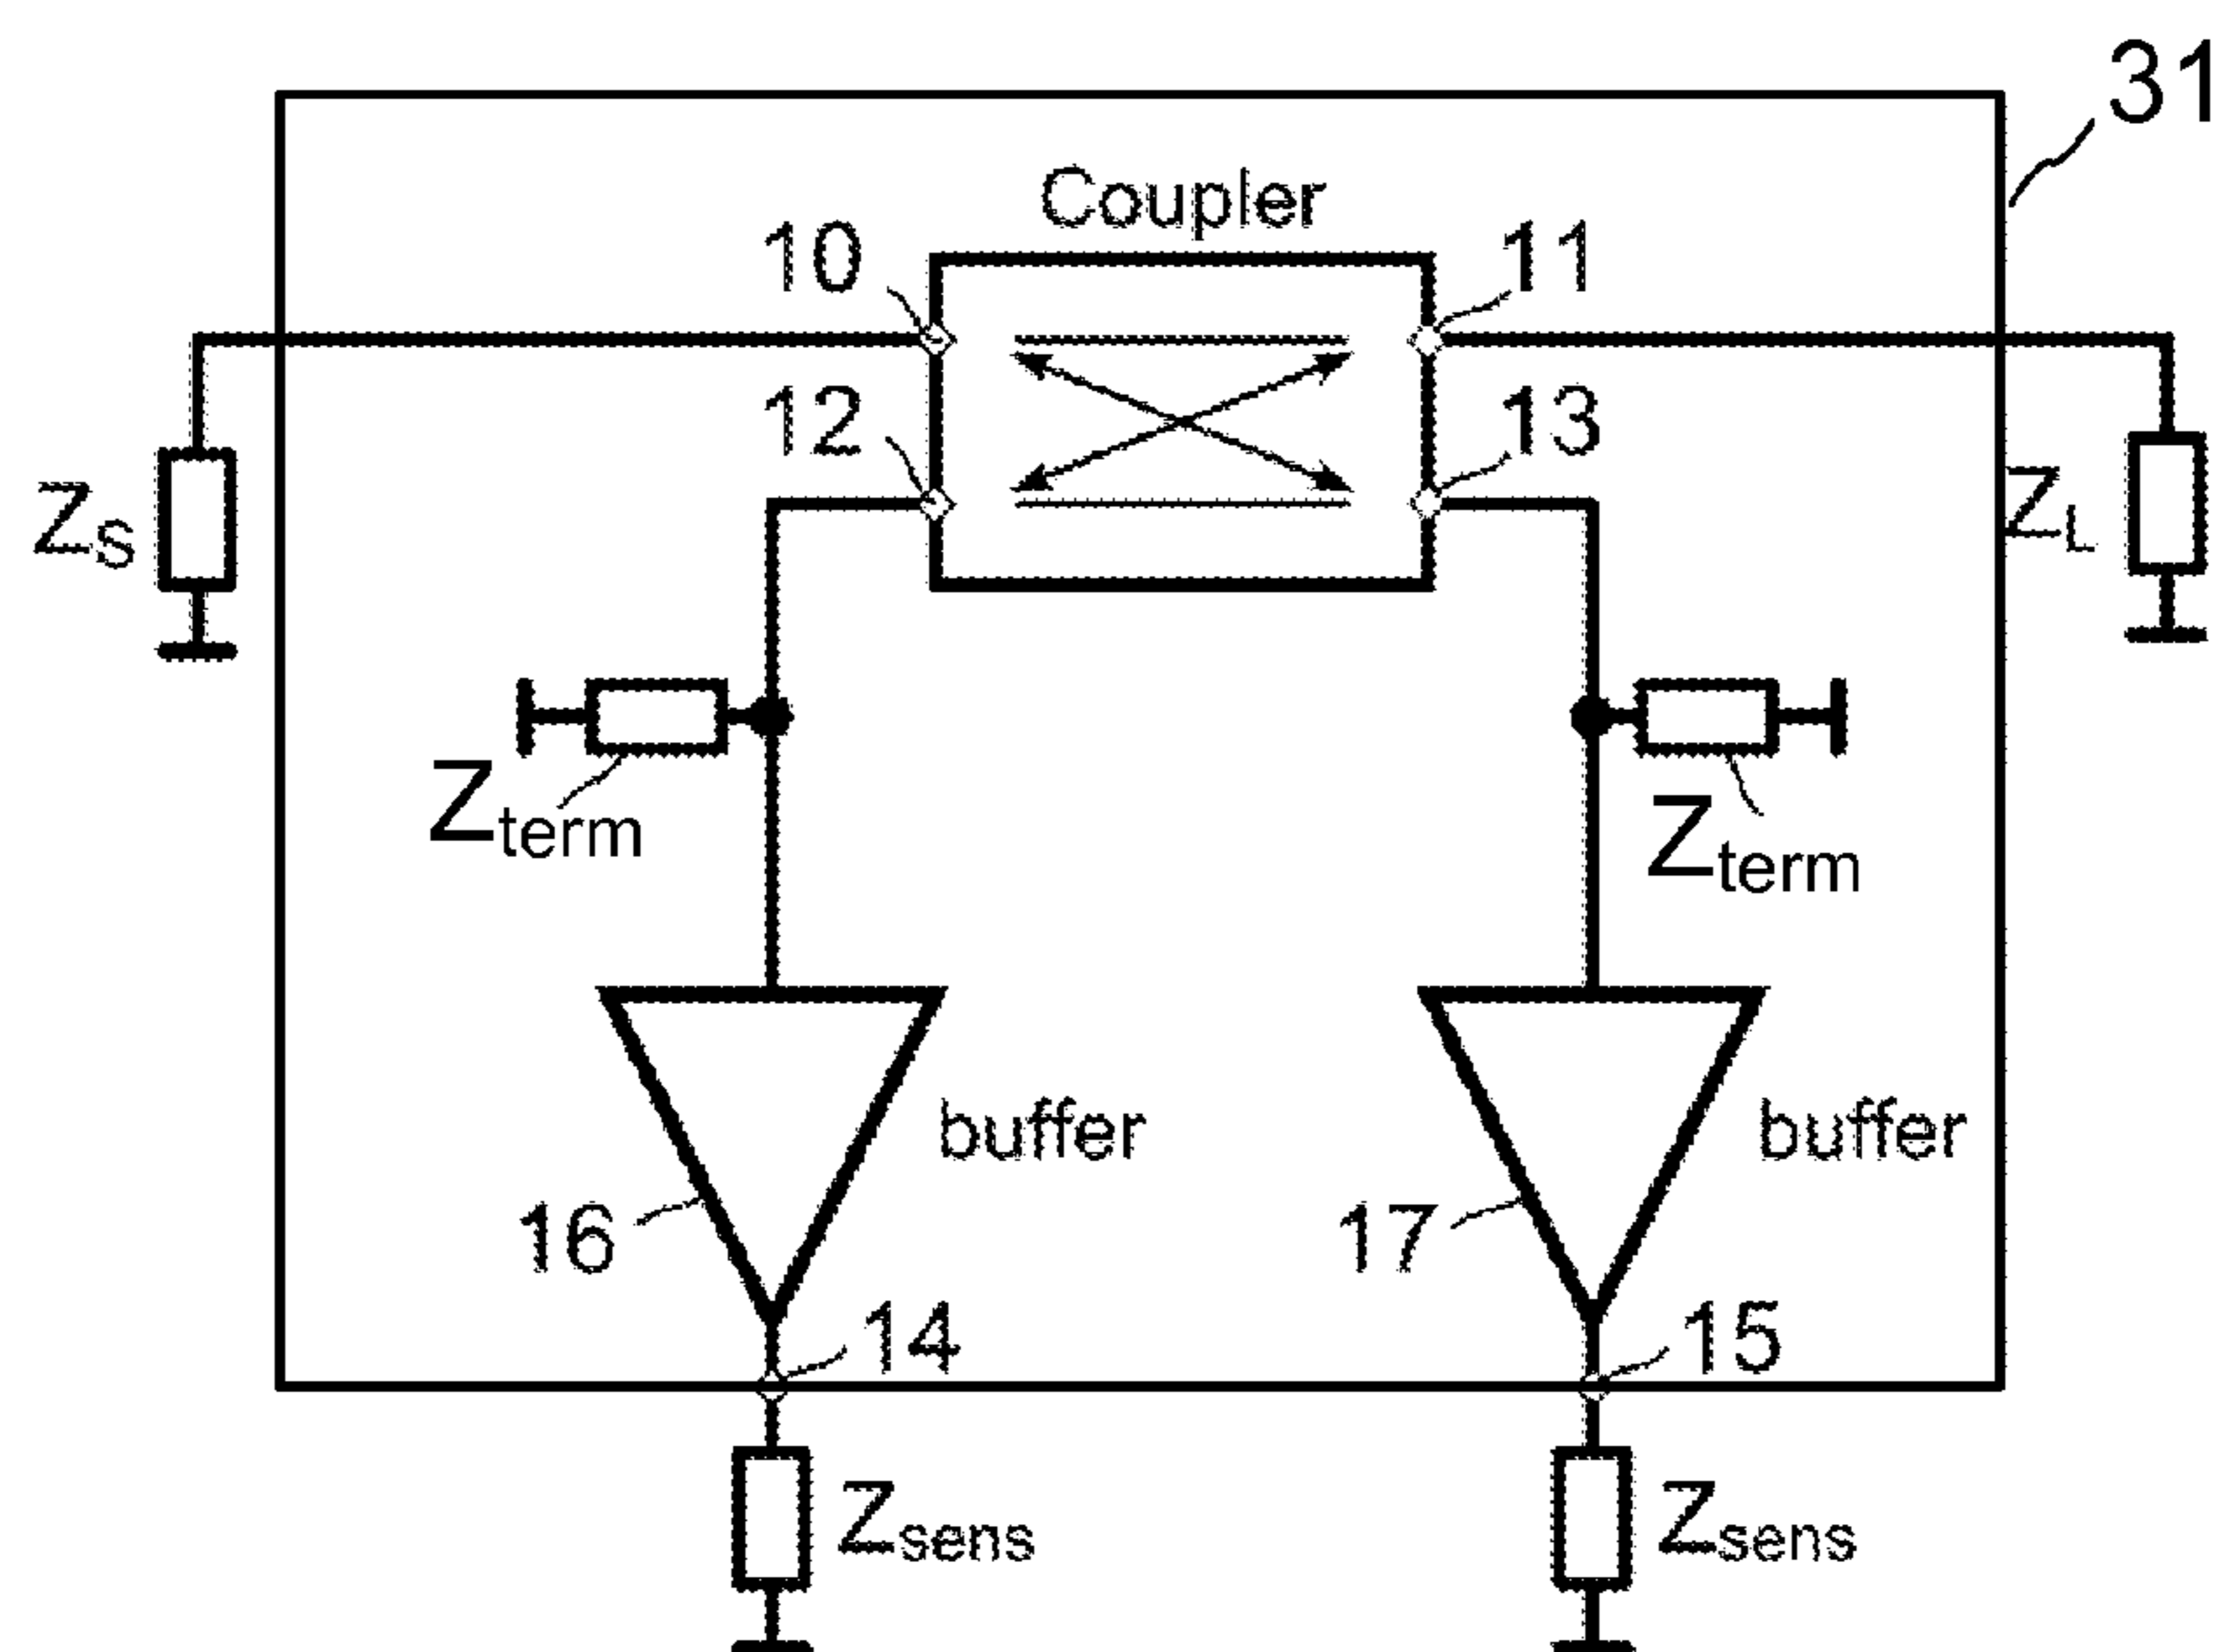 31
Coupler
10
11
12
13
Zs
ZL
Zterm
Zterm
buffer
buffer
16
17
14
15
Zsens
Zsens